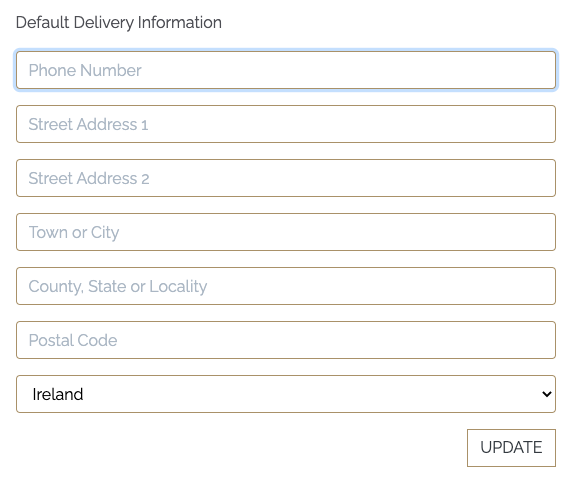 Default Delivery Information
Phone Number
Street Address 1
Street Address 2
Town or City
County, State or Locality
Postal Code
Ireland
UPDATE